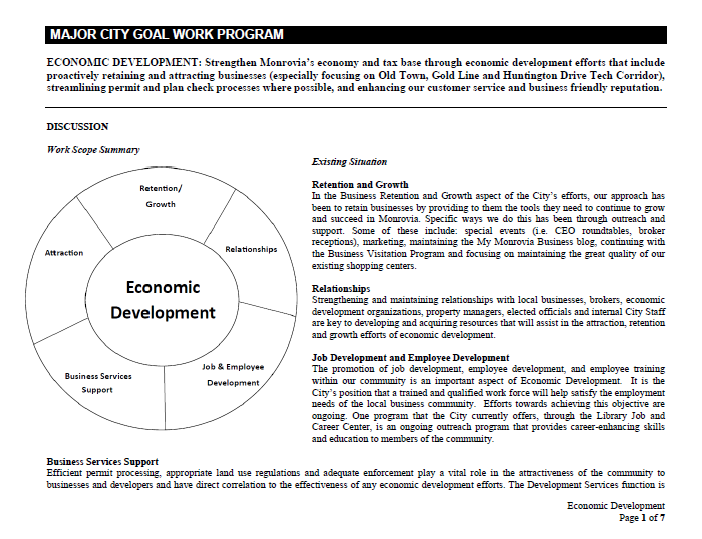 MAJOR CITY GOAL WORK PROGRAM
ECONOMIC DEVELOPMENT: Strengthen Monrovia's economy and tax base through economic development efforts that include
proactively retaining and attracting businesses (especially focusing on Old Town, Gold Line and Huntington Drive Tech Corridor),
streamlining permit and plan check processes where possible, and enhancing our customer service and business friendly reputation.
DISCUSSION
Work Scope Summary
Retention/
Growth
Relationships
Job & Employee
Development
Business Services
Support
Attraction
Economic
Development
Existing Situation
Retention and Growth
In the Business Retention and Growth aspect of the City's efforts, our approach has
been to retain businesses by providing to them the tools they need to continue to grow
and succeed in Monrovia. Specific ways we do this has been through outreach and
support. Some of these include: special events (i.e. CEO roundtables, broker
receptions), marketing, maintaining the My Monrovia Business blog, continuing with
the Business Visitation Program and focusing on maintaining the great quality of our
existing shopping centers.
Relationships
Strengthening and maintaining relationships with local businesses, brokers, economic
development organizations, property managers, elected officials and internal City Staff
are key to developing and acquiring resources that will assist in the attraction, retention
and growth efforts of economic development.
Job Development and Employee Development
The promotion of job development, employee development, and employee training
within our community is an important aspect of Economic Development. It is the
City's position that a trained and qualified work force will help satisfy the employment
needs of the local business community. Efforts towards achieving this objective are
ongoing. One program that the City currently offers, through the Library Job and
Career Center, is an ongoing outreach program that provides career-enhancing skills
and education to members of the community.
Business Services Support
Efficient permit processing, appropriate land use regulations and adequate enforcement play a vital role in the attractiveness of the community to
businesses and developers and have direct correlation to the effectiveness of any economic development efforts. The Development Services function is
Economic Development
Page 1 of 7